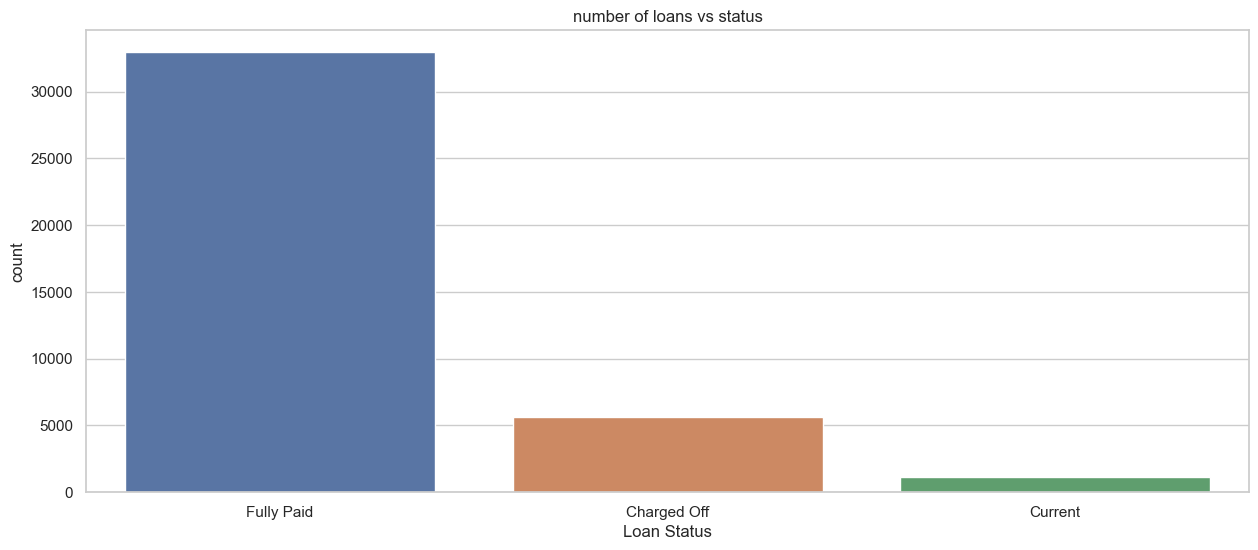 number of loans vs status
count
30000
25000
20000
15000
10000
5000
0
Fully Paid
Charged Off
Current
Loan Status